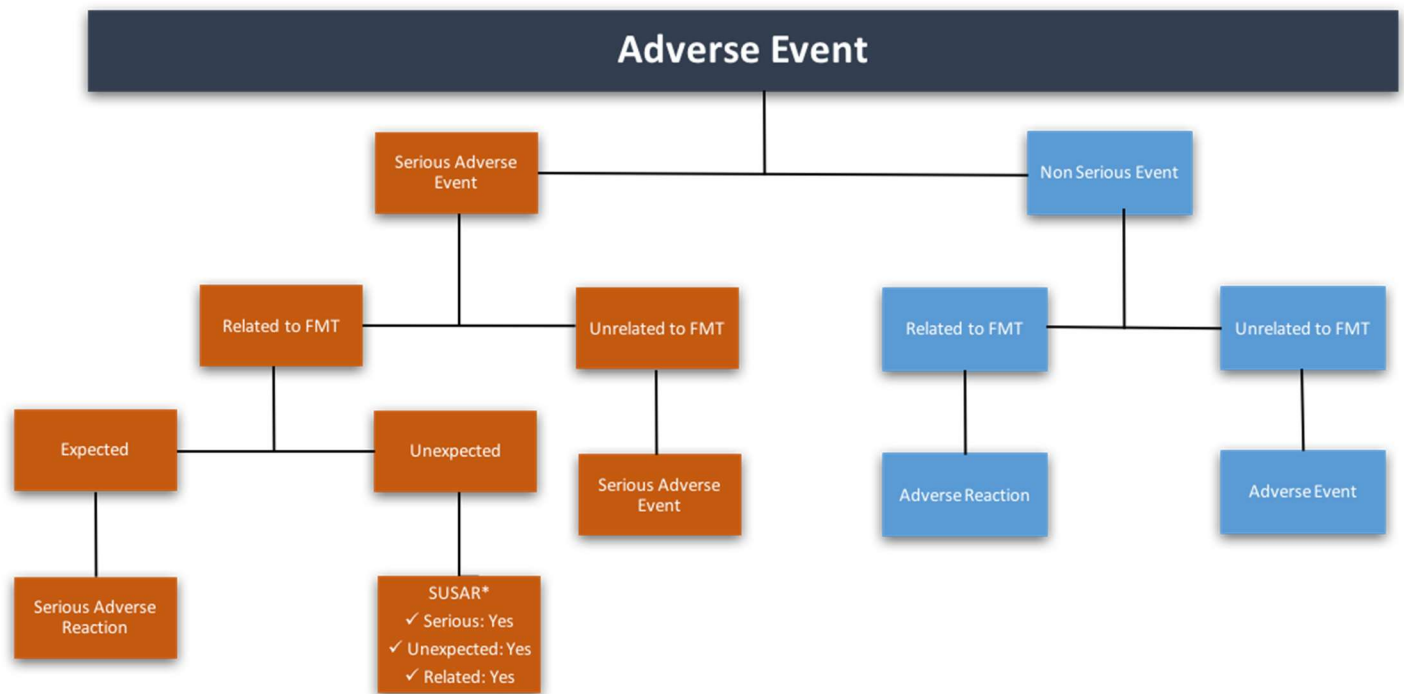 Adverse Event
Serious Adverse
Event
Non Serious Event
Related to FMT
Unrelated to FMT
Related to FMT
Unrelated to FMT
Expected
Unexpected
Serious Adverse
Event
Adverse Reaction
Adverse Event
Serious Adverse
Reaction
SUSAR*
✓ Serious: Yes
✓ Unexpected: Yes
✓ Related: Yes